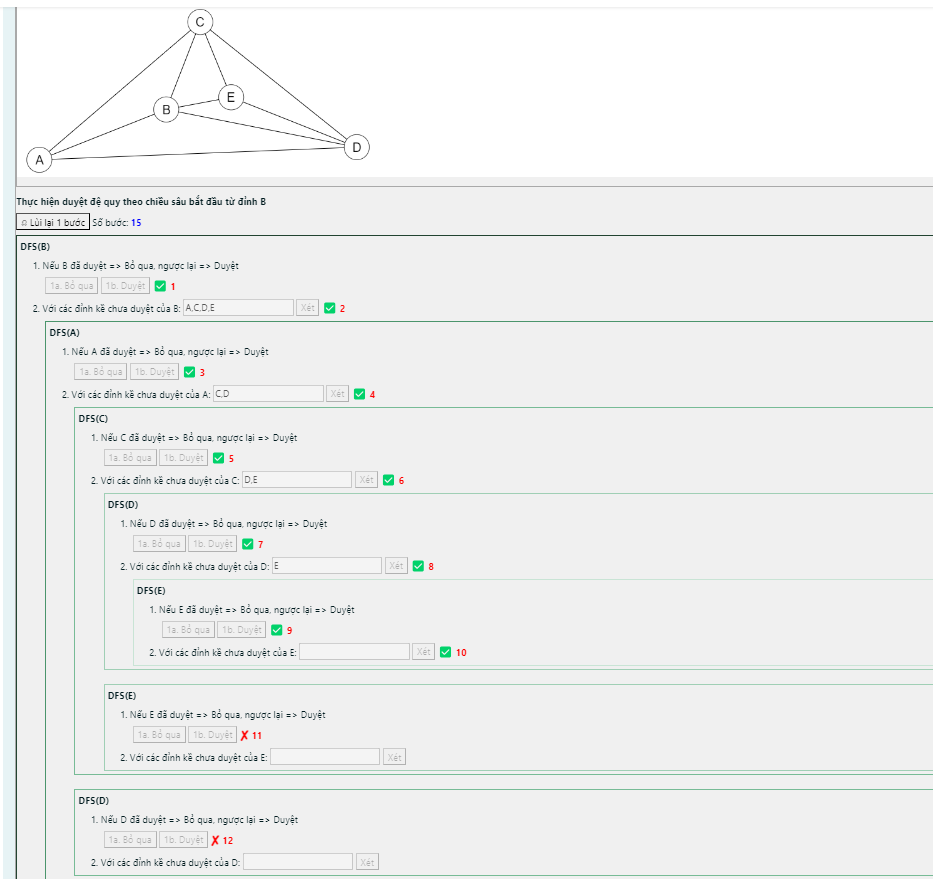 C
B
E
D
A
Thực hiện duyệt đệ quy theo chiều sâu bắt đầu từ đỉnh B
Lùi lại 1 bước Số bước: 15
DFS(B)
1. Nếu B đã duyệt => Bỏ qua, ngược lại => Duyệt
1a. Bỏ qua 1b. Duyệt 1
2. Với các đỉnh kề chưa duyệt của B: A,C,D,E Xét 2
DFS(A)
1. Nếu A đã duyệt => Bỏ qua, ngược lại => Duyệt
1a. Bỏ qua 1b. Duyệt 3
2. Với các đỉnh kề chưa duyệt của A: C,D Xét 4
DFS(C)
1. Nếu C đã duyệt => Bỏ qua, ngược lại => Duyệt
1a. Bỏ qua 1b. Duyệt 5
2. Với các đỉnh kề chưa duyệt của C: D,E Xét 6
DFS(D)
1. Nếu D đã duyệt => Bỏ qua, ngược lại => Duyệt
1a. Bỏ qua 1b. Duyệt 7
2. Với các đỉnh kề chưa duyệt của D: E Xét 8
DFS(E)
1. Nếu E đã duyệt => Bỏ qua, ngược lại => Duyệt
1a. Bỏ qua 1b. Duyệt 9
2. Với các đỉnh kề chưa duyệt của E: Xét 10
DFS(E)
1. Nếu E đã duyệt => Bỏ qua, ngược lại => Duyệt
1a. Bỏ qua 1b. Duyệt ✗ 11
2. Với các đỉnh kề chưa duyệt của E: Xét
DFS(D)
1. Nếu D đã duyệt => Bỏ qua, ngược lại => Duyệt
1a. Bỏ qua 1b. Duyệt ✗ 12
2. Với các đỉnh kề chưa duyệt của D: Xét